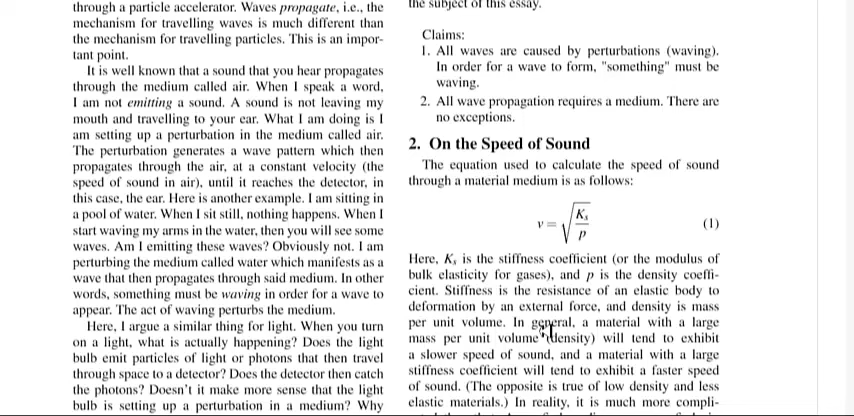 through a particle accelerator. Waves propagate, i.e., the
mechanism for travelling waves is much different than
the mechanism for travelling particles. This is an impor-
tant point.
It is well known that a sound that you hear propagates
through the medium called air. When I speak a word,
I am not emitting a sound. A sound is not leaving my
mouth and travelling to your ear. What I am doing is I
am setting up a perturbation in the medium called air.
The perturbation generates a wave pattern which then
propagates through the air, at a constant velocity (the
speed of sound in air), until it reaches the detector, in
this case, the ear. Here is another example. I am sitting in
a pool of water. When I sit still, nothing happens. When I
start waving my arms in the water, then you will see some
waves. Am I emitting these waves? Obviously not. I am
perturbing the medium called water which manifests as a
wave that then propagates through said medium. In other
words, something must be waving in order for a wave to
appear. The act of waving perturbs the medium.
Here, I argue a similar thing for light. When you turn
on a light, what is actually happening? Does the light
bulb emit particles of light or photons that then travel
through space to a detector? Does the detector then catch
the photons? Doesn't it make more sense that the light
bulb is setting up a perturbation in a medium? Why
the subject of this essay.
Claims:
1. All waves are caused by perturbations (waving).
In order for a wave to form, "something" must be
waving.
2. All wave propagation requires a medium. There are
no exceptions.
2. On the Speed of Sound
The equation used to calculate the speed of sound
through a material medium is as follows:
v = √(Ks/p) (1)
Here, Ks is the stiffness coefficient (or the modulus of
bulk elasticity for gases), and p is the density coeffi-
cient. Stiffness is the resistance of an elastic body to
deformation by an external force, and density is mass
per unit volume. In general, a material with a large
mass per unit volume (density) will tend to exhibit
a slower speed of sound, and a material with a large
stiffness coefficient will tend to exhibit a faster speed
of sound. (The opposite is true of low density and less
elastic materials.) In reality, it is much more compli-